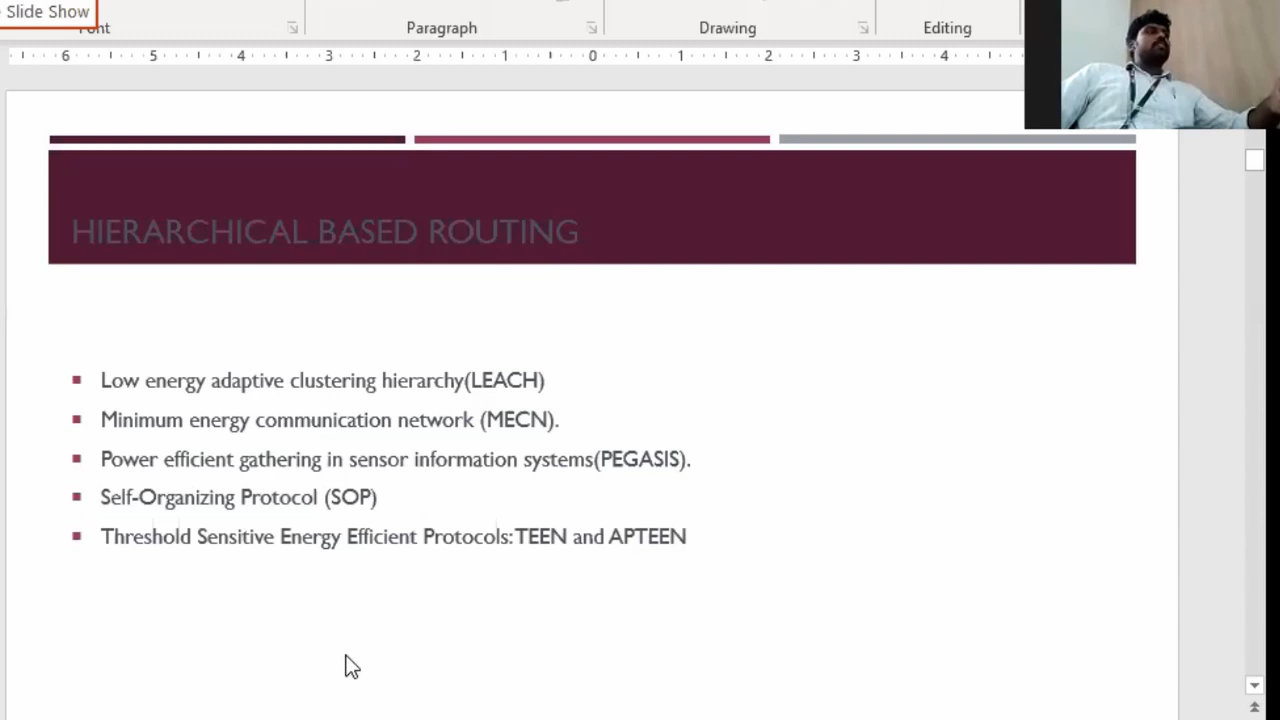 Slide Show
Font
Paragraph
Drawing
Editing
6 5 4 3 2 1 0 1 2 3 4
HIERARCHICAL BASED ROUTING
Low energy adaptive clustering hierarchy(LEACH)
Minimum energy communication network (MECN).
Power efficient gathering in sensor information systems(PEGASIS).
Self-Organizing Protocol (SOP)
Threshold Sensitive Energy Efficient Protocols: TEEN and APTEEN